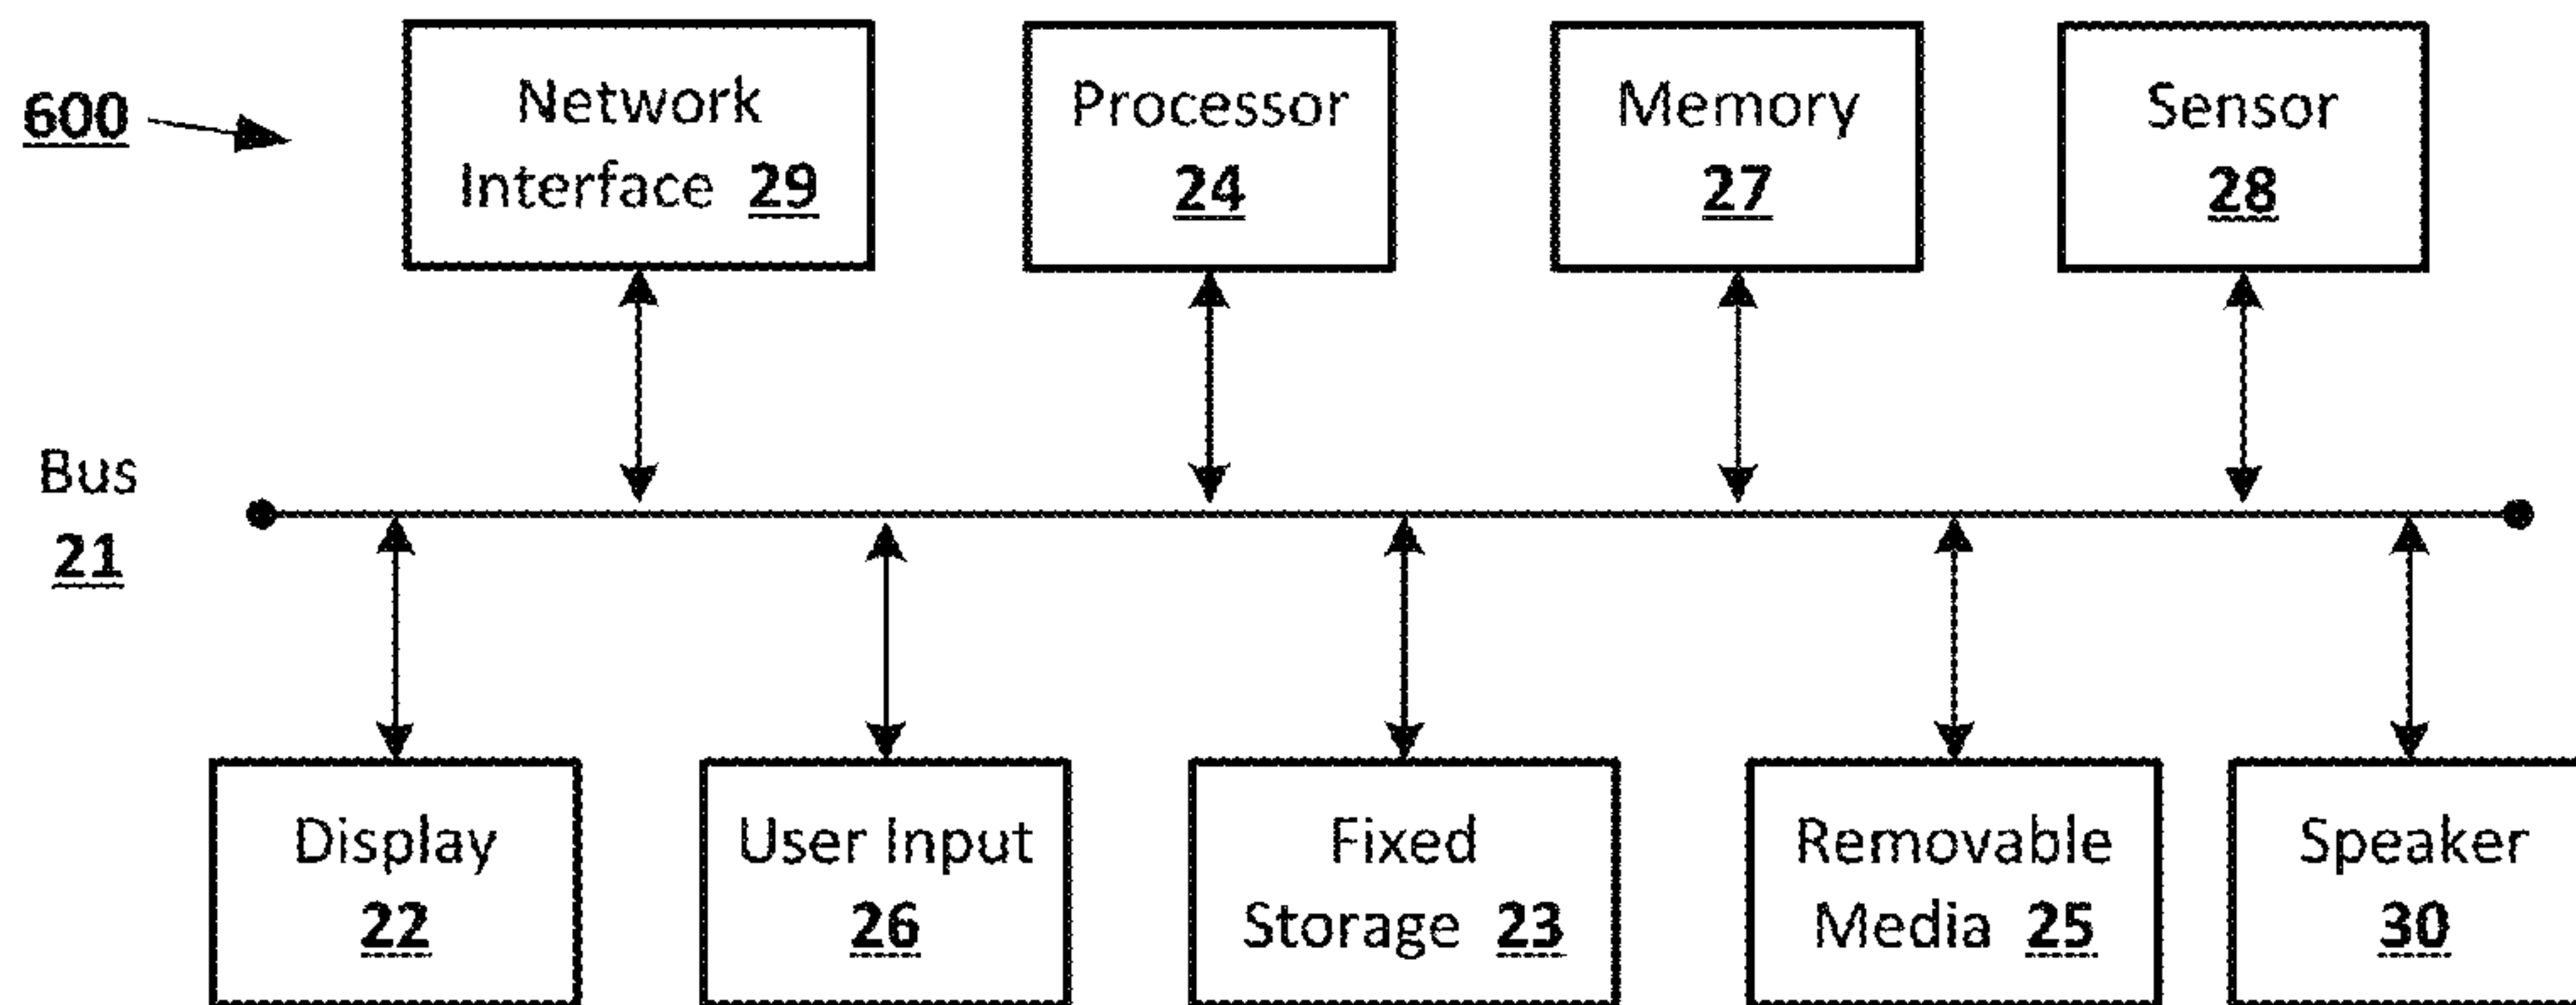 600
Network
Interface 29
Processor
24
Memory
27
Sensor
28
Bus
21
Display
22
User Input
26
Fixed
Storage 23
Removable
Media 25
Speaker
30